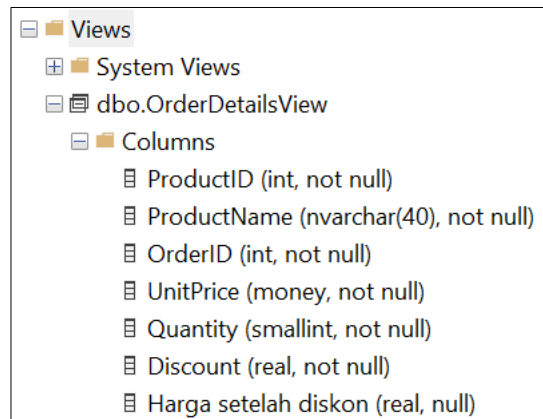 Views
System Views
dbo.OrderDetailsView
Columns
ProductID (int, not null)
ProductName (nvarchar(40), not null)
OrderID (int, not null)
UnitPrice (money, not null)
Quantity (smallint, not null)
Discount (real, not null)
Harga setelah diskon (real, null)